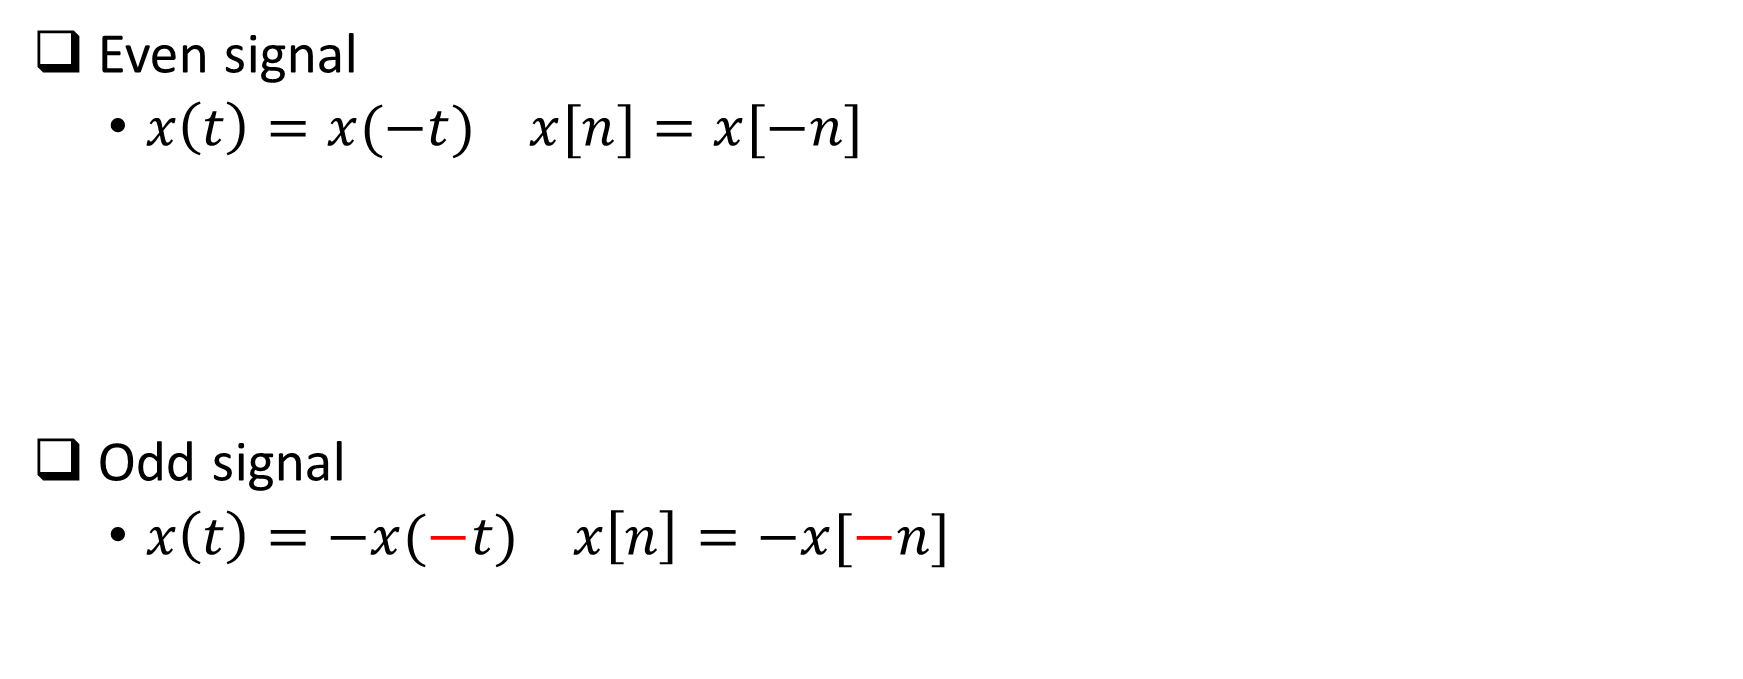 ❑ Even signal
• x(t) = x(−t) x[n] = x[−n]
❑ Odd signal
• x(t) = −x(−t) x[n] = −x[−n]